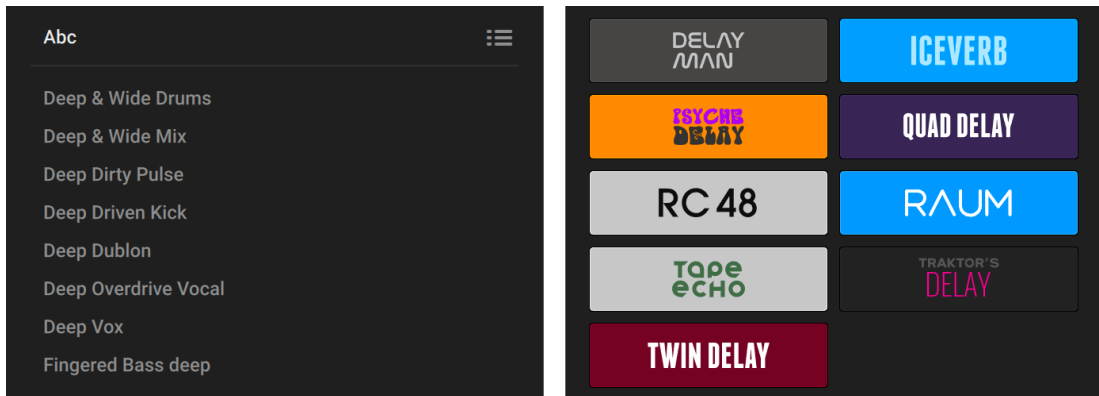 Abc
Deep & Wide Drums
Deep & Wide Mix
Deep Dirty Pulse
Deep Driven Kick
Deep Dublon
Deep Overdrive Vocal
Deep Vox
Fingered Bass deep
DELAY
MAN
ICEVERB
PSYCHE
DELAY
QUAD DELAY
RC 48
RAUM
TAPE
ECHO
TRAKTOR'S
DELAY
TWIN DELAY